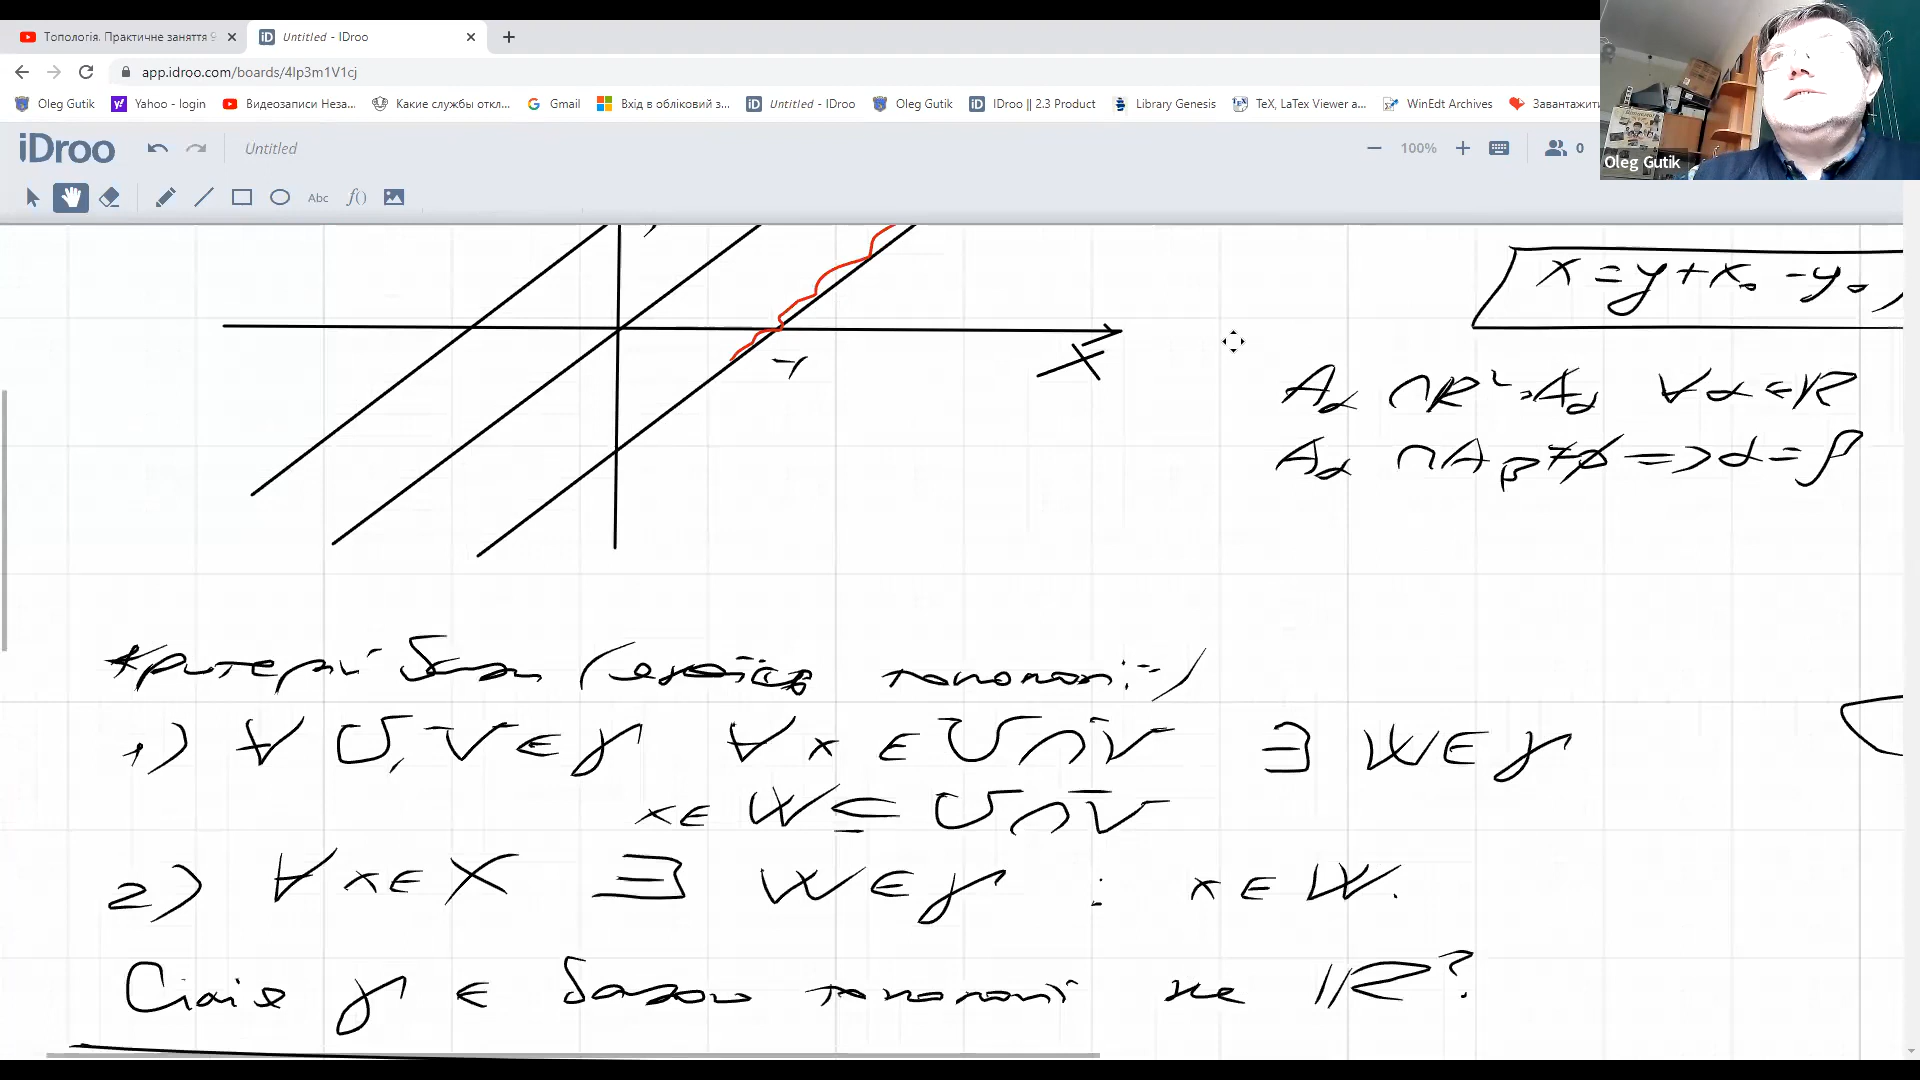 Топологія. Практичне заняття 9
Untitled - IDroo
app.idroo.com/boards/4lp3m1V1cj
Oleg Gutik
Yahoo - login
Видеозаписи Неза...
Какие службы откл...
Gmail
Вхід в обліковий з...
Untitled - IDroo
Oleg Gutik
IDroo || 2.3 Product
Library Genesis
TeX, LaTex Viewer a...
WinEdt Archives
Завантажити
Oleg Gutik
iDroo
Untitled
100%
0
Abc
f()
x = y + x₀ - y₀
X
A_α ∩ ℝ² = A_α ∀α ∈ ℝ
A_α ∩ A_β ≠ ∅ => α = β
Критерій бази (топології)
1) ∀ U, V ∈ γ ∀ x ∈ U ∩ V ∃ W ∈ γ
x ∈ W ⊆ U ∩ V
2) ∀ x ∈ X ∃ W ∈ γ : x ∈ W.
Сім'я γ є базою топології на ℝ?